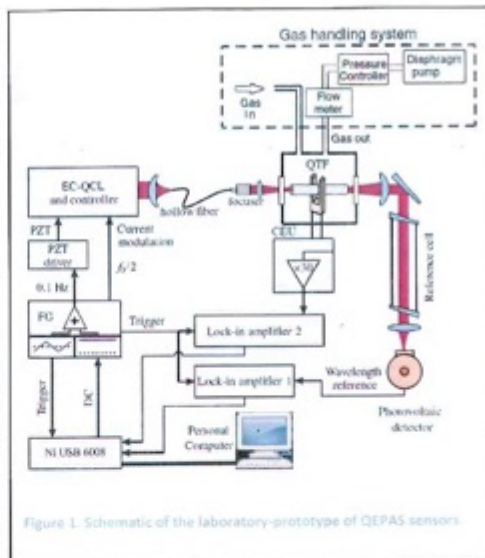 Gas handling system
Pressure
Controller
Diaphragm
pump
Flow
meter
Gas
in
Gas out
QTF
EC-QCL
and controller
hollow fiber
focuser
PZT
Current
modulation
PZT
driver
f₀/2
CEU
x30
0.1 Hz
Reference cell
FG
Trigger
Lock-in amplifier 2
Lock-in amplifier 1
Wavelength
reference
Trigger
DC
Photovoltaic
detector
Personal
Computer
NI USB 6008
Figure 1. Schematic of the laboratory-prototype of QEPAS sensors.